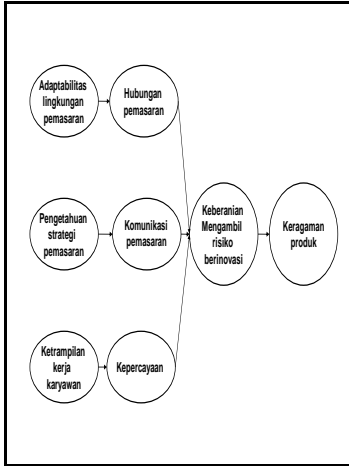 Adaptabilitas
lingkungan
pemasaran
Hubungan
pemasaran
Pengetahuan
strategi
pemasaran
Komunikasi
pemasaran
Keberanian
Mengambil
risiko
berinovasi
Keragaman
produk
Ketrampilan
kerja
karyawan
Kepercayaan